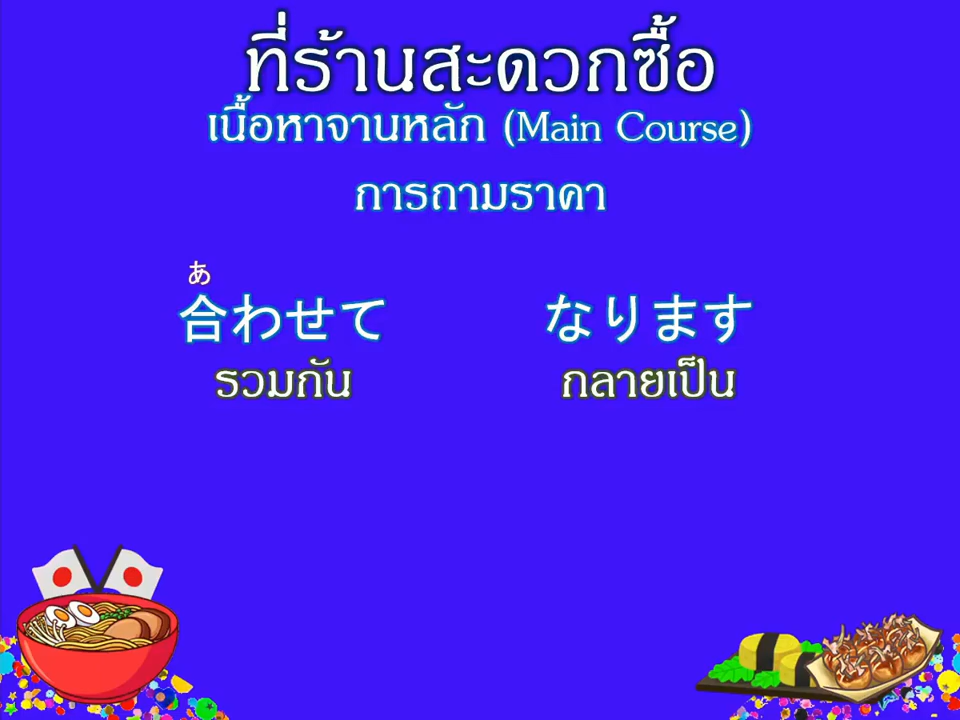 ที่ร้านสะดวกซื้อ
เนื้อหาจานหลัก (Main Course)
การถามราคา
あ
合わせて なります
รวมกัน กลายเป็น